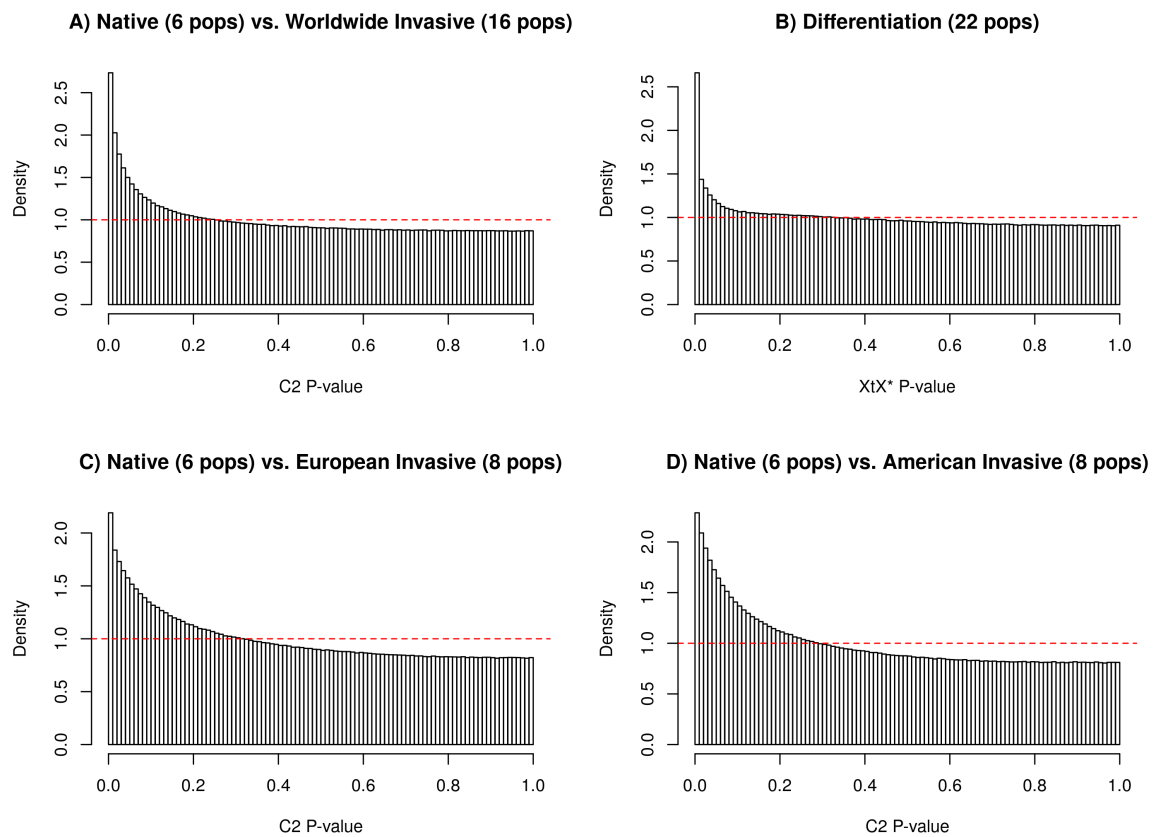 A) Native (6 pops) vs. Worldwide Invasive (16 pops)
Density
0.0 0.5 1.0 1.5 2.0 2.5
0.0 0.2 0.4 0.6 0.8 1.0
C2 P-value
B) Differentiation (22 pops)
Density
0.0 0.5 1.0 1.5 2.0 2.5
0.0 0.2 0.4 0.6 0.8 1.0
XtX* P-value
C) Native (6 pops) vs. European Invasive (8 pops)
Density
0.0 0.5 1.0 1.5 2.0
0.0 0.2 0.4 0.6 0.8 1.0
C2 P-value
D) Native (6 pops) vs. American Invasive (8 pops)
Density
0.0 0.5 1.0 1.5 2.0
0.0 0.2 0.4 0.6 0.8 1.0
C2 P-value